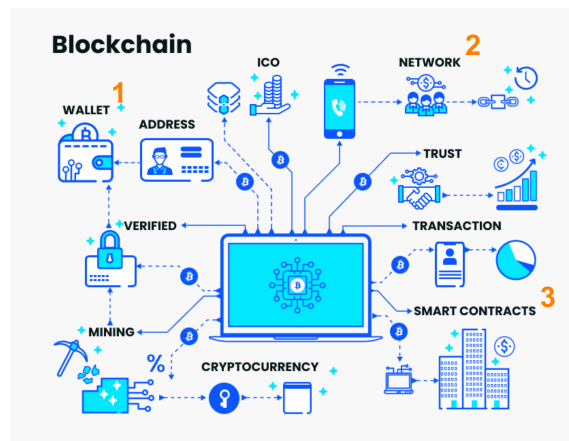 Blockchain
ICO
NETWORK 2
WALLET 1
ADDRESS
TRUST
VERIFIED
TRANSACTION
SMART CONTRACTS 3
MINING
%
CRYPTOCURRENCY